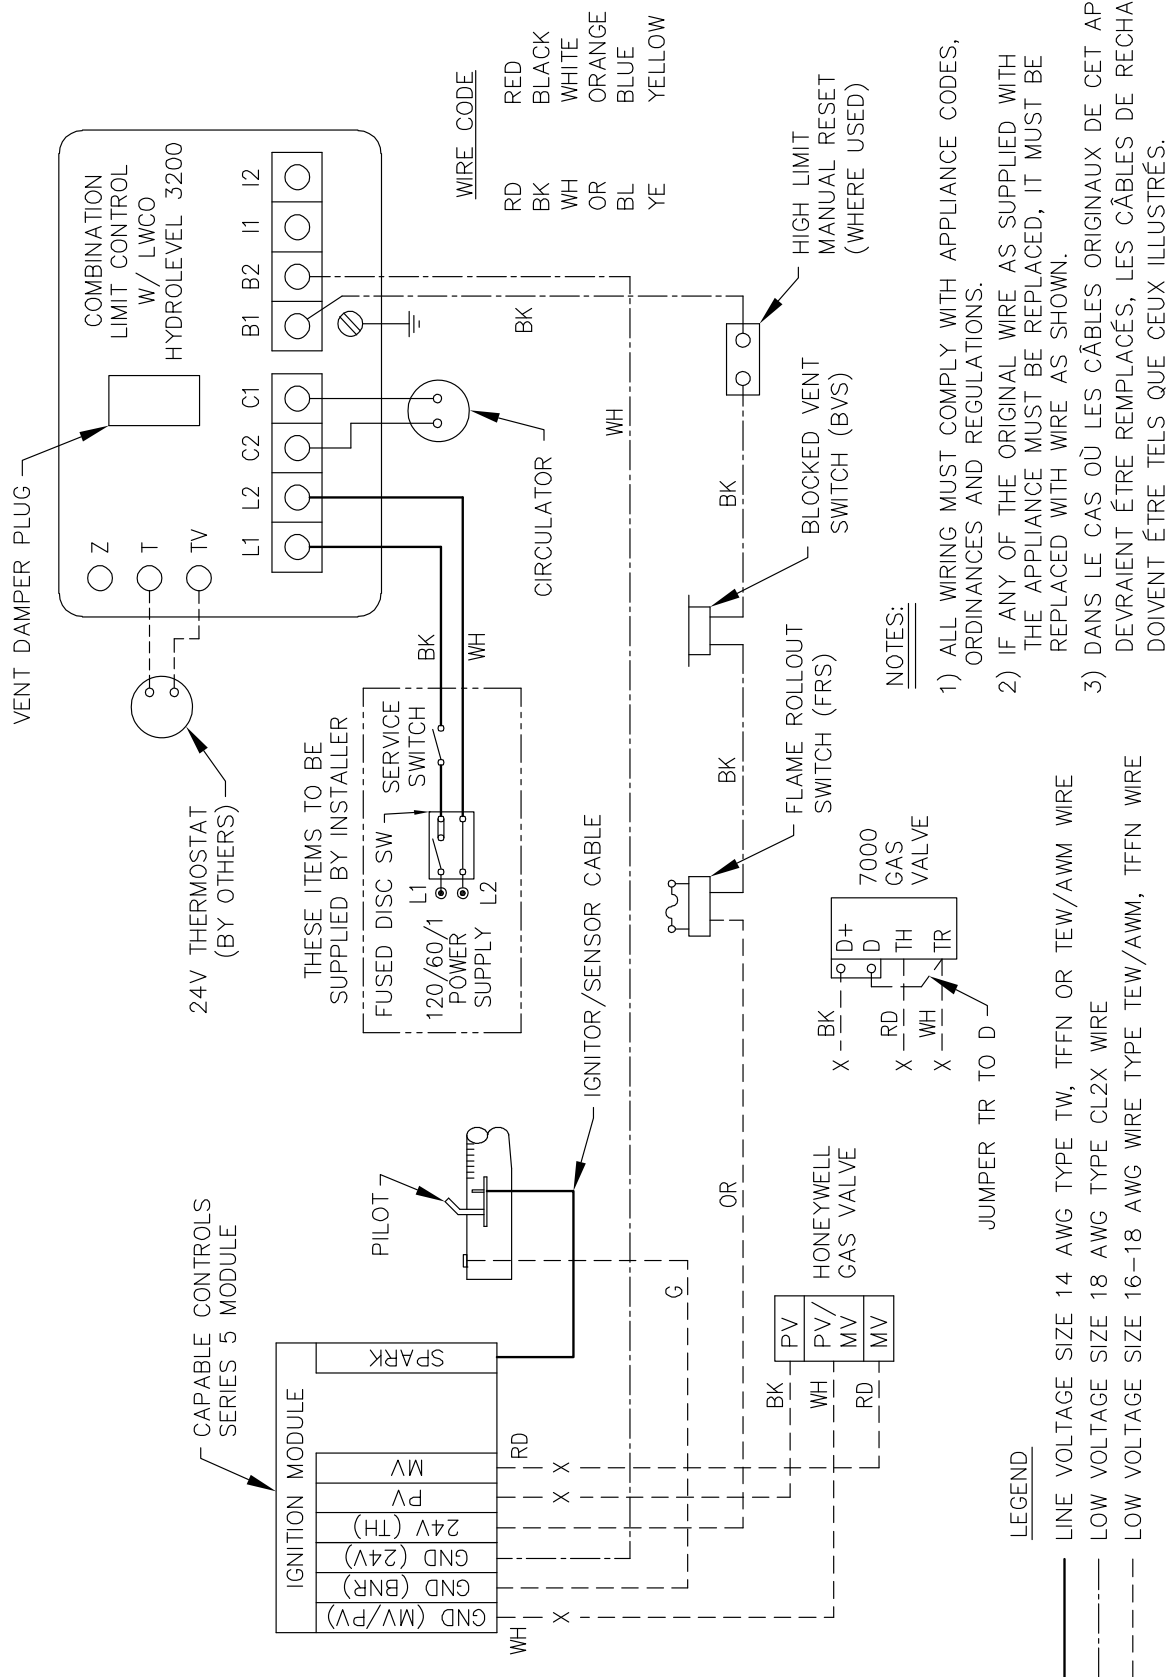 VENT DAMPER PLUG
COMBINATION
LIMIT CONTROL
W/ LWCO
HYDROLEVEL 3200
Z
T
TV
L1
L2
C2
C1
B1
B2
I1
I2
24V THERMOSTAT
(BY OTHERS)
THESE ITEMS TO BE
SUPPLIED BY INSTALLER
FUSED DISC SW
SERVICE
SWITCH
L1
120/60/1
POWER
SUPPLY
L2
BK
WH
CIRCULATOR
BK
WH
WIRE CODE
RD RED
BK BLACK
WH WHITE
OR ORANGE
BL BLUE
YE YELLOW
CAPABLE CONTROLS
SERIES 5 MODULE
IGNITION MODULE
SPARK
MV
PV
24V (TH)
GND (24V)
GND (BNR)
GND (MV/PV)
WH
RD
X
X
X
PILOT
IGNITOR/SENSOR CABLE
G
OR
BK
BK
FLAME ROLLOUT
SWITCH (FRS)
BLOCKED VENT
SWITCH (BVS)
HIGH LIMIT
MANUAL RESET
(WHERE USED)
BK
WH
RD
PV
PV/
MV
MV
HONEYWELL
GAS VALVE
7000
GAS
VALVE
D+
D
TH
TR
X BK
X RD
X WH
JUMPER TR TO D
LEGEND
LINE VOLTAGE SIZE 14 AWG TYPE TW, TFFN OR TEW/AWM WIRE
LOW VOLTAGE SIZE 18 AWG TYPE CL2X WIRE
LOW VOLTAGE SIZE 16-18 AWG WIRE TYPE TEW/AWM, TFFN WIRE
NOTES:
1) ALL WIRING MUST COMPLY WITH APPLIANCE CODES,
ORDINANCES AND REGULATIONS.
2) IF ANY OF THE ORIGINAL WIRE AS SUPPLIED WITH
THE APPLIANCE MUST BE REPLACED, IT MUST BE
REPLACED WITH WIRE AS SHOWN.
3) DANS LE CAS OÙ LES CÂBLES ORIGINAUX DE CET AP
DEVRAIENT ÉTRE REMPLACÉS, LES CÂBLES DE RECHA
DOIVENT ÉTRE TELS QUE CEUX ILLUSTRÉS.